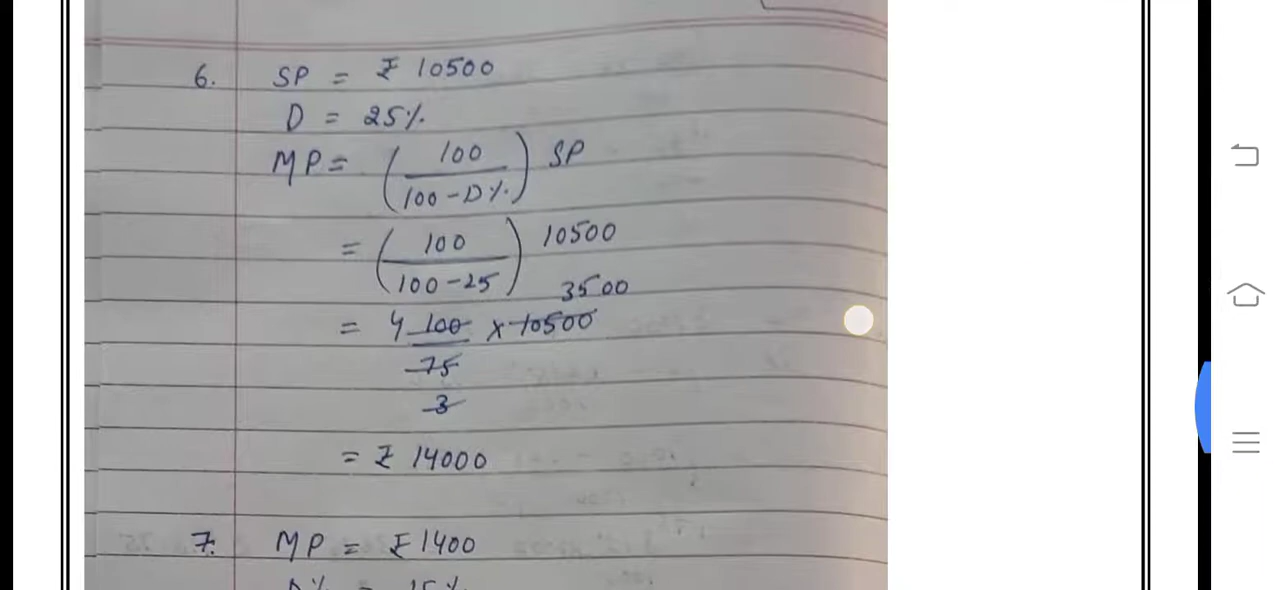 6. SP = ₹ 10500
D = 25%
MP = (100/100-D%) SP
= (100/100-25) 10500
3500
= 4 100/75 x 10500
3
= ₹ 14000
7. MP = ₹1400
D% = 15%